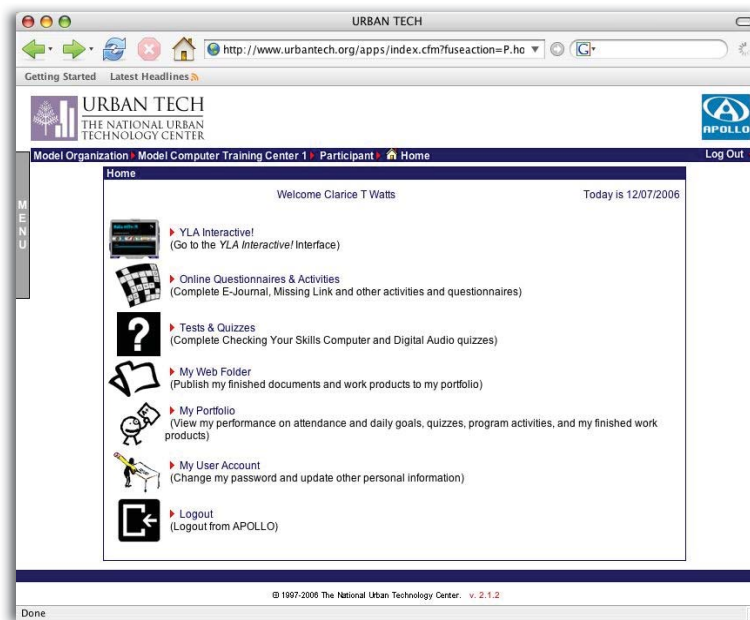 URBAN TECH
http://www.urbantech.org/apps/index.cfm?fuseaction=P.ho
G
Getting Started Latest Headlines
URBAN TECH
THE NATIONAL URBAN
TECHNOLOGY CENTER
APOLLO
Model Organization Model Computer Training Center 1 Participant Home Log Out
MENU
Home
Welcome Clarice T Watts Today is 12/07/2006
YLA Interactive!
(Go to the YLA Interactive! Interface)
Online Questionnaires & Activities
(Complete E-Journal, Missing Link and other activities and questionnaires)
Tests & Quizzes
(Complete Checking Your Skills Computer and Digital Audio quizzes)
?
My Web Folder
(Publish my finished documents and work products to my portfolio)
My Portfolio
(View my performance on attendance and daily goals, quizzes, program activities, and my finished work
products)
A+
My User Account
(Change my password and update other personal information)
Logout
(Logout from APOLLO)
© 1997-2006 The National Urban Technology Center. v. 2.1.2
Done